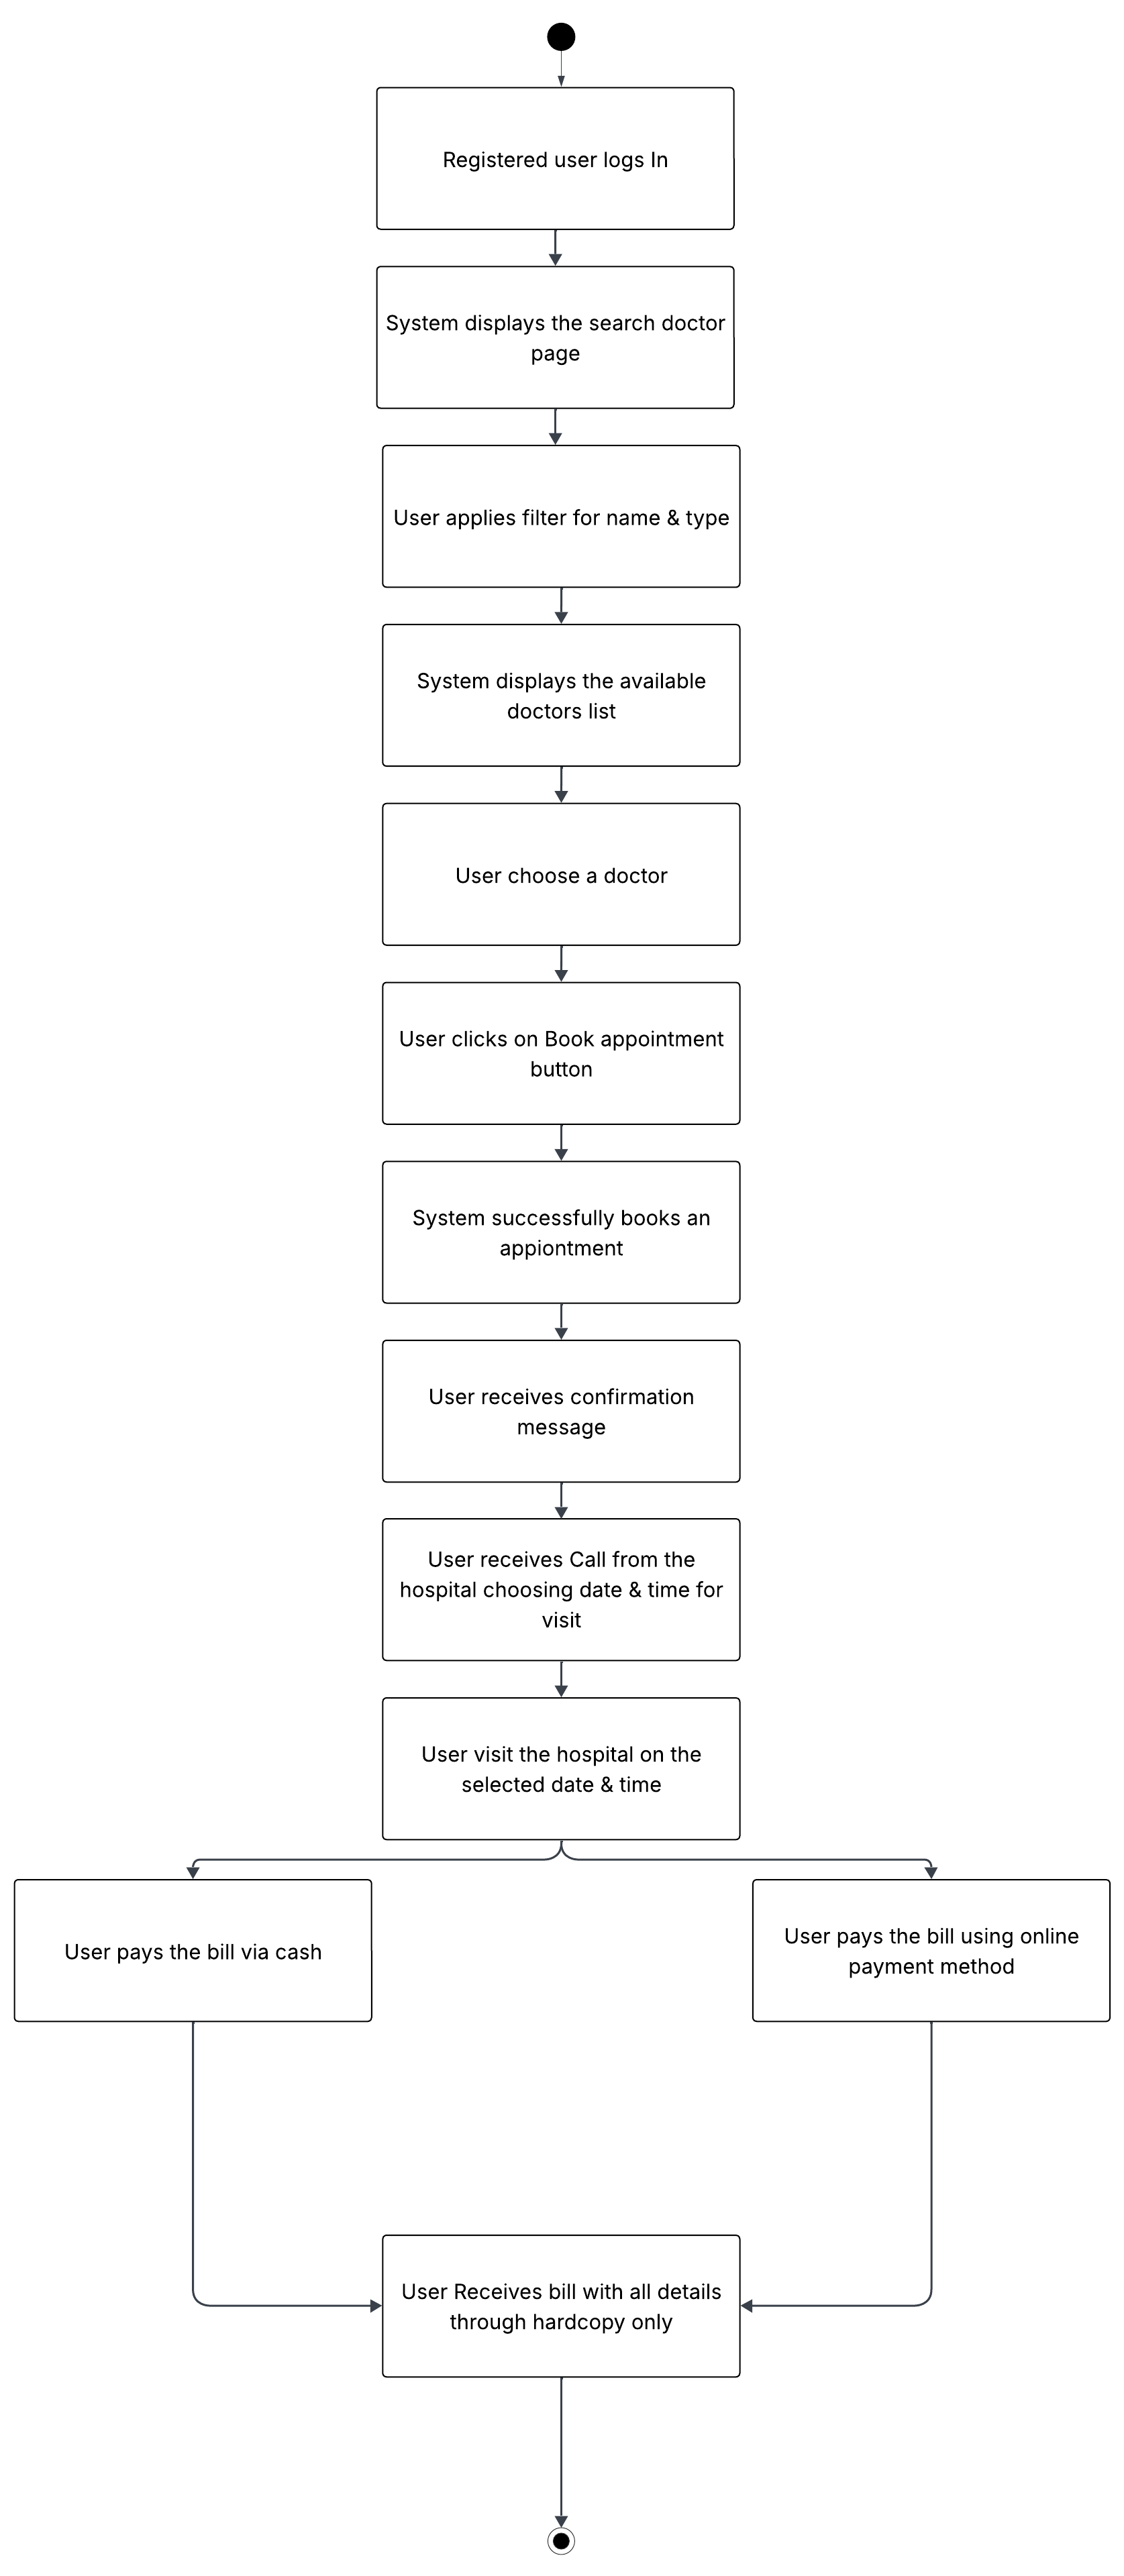 Registered user logs In
System displays the search doctor
page
User applies filter for name & type
System displays the available
doctors list
User choose a doctor
User clicks on Book appointment
button
System successfully books an
appiontment
User receives confirmation
message
User receives Call from the
hospital choosing date & time for
visit
User visit the hospital on the
selected date & time
User pays the bill via cash
User pays the bill using online
payment method
User Receives bill with all details
through hardcopy only